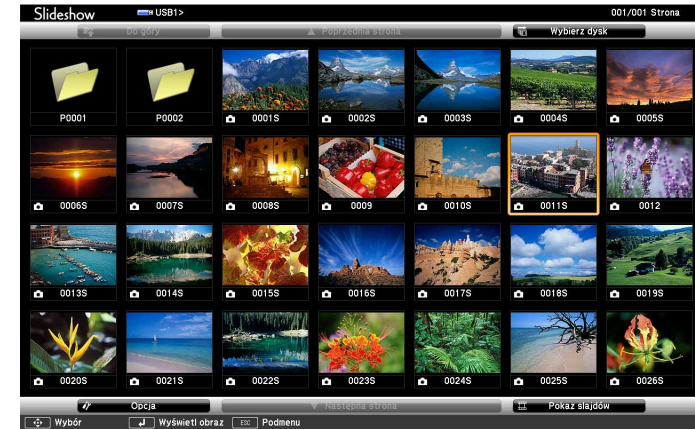 Slideshow USB1> 001/001 Strona
Do góry Poprzednia strona Wybierz dysk
P0001 P0002 0001S 0002S 0003S 0004S 0005S
0006S 0007S 0008S 0009 0010S 0011S 0012
0013S 0014S 0015S 0016S 0017S 0018S 0019S
0020S 0021S 0022S 0023S 0024S 0025S 0026S
Opcja Następna strona Pokaz slajdów
Wybór Wyświetl obraz ESC Podmenu